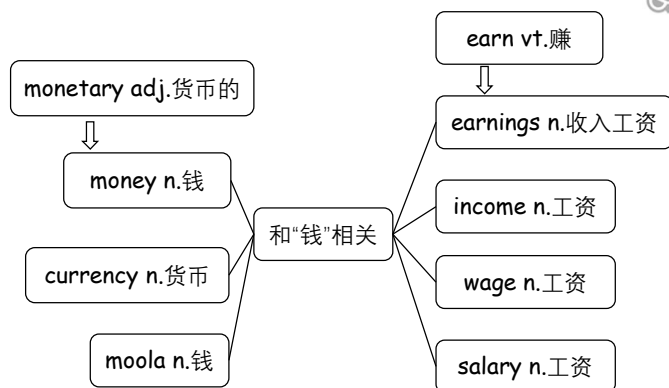 earn vt.赚
monetary adj.货币的
earnings n.收入工资
money n.钱
income n.工资
和“钱”相关
currency n.货币
wage n.工资
moola n.钱
salary n.工资